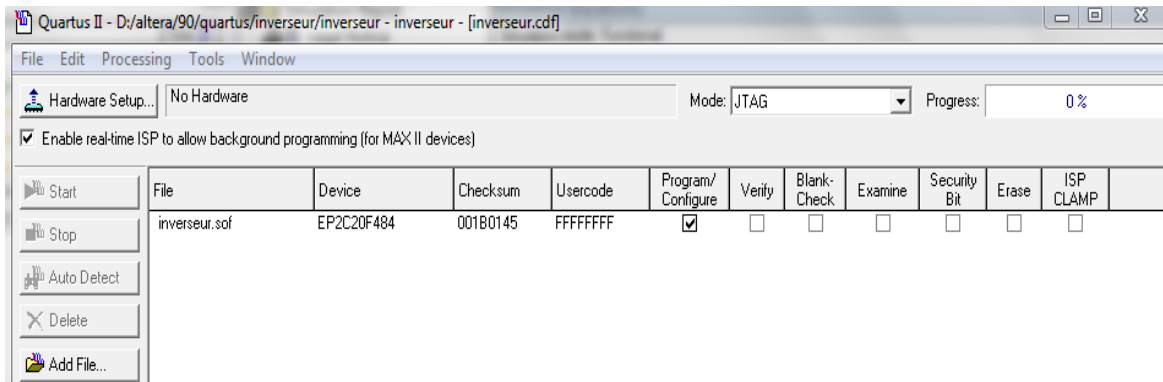 Quartus II - D:/altera/90/quartus/inverseur/inverseur - inverseur - [inverseur.cdf]
File Edit Processing Tools Window
Hardware Setup... No Hardware Mode: JTAG Progress: 0 %
Enable real-time ISP to allow background programming (for MAX II devices)
Start
Stop
Auto Detect
Delete
Add File...
File Device Checksum Usercode Program/ Configure Verify Blank- Check Examine Security Bit Erase ISP CLAMP
inverseur.sof EP2C20F484 001B0145 FFFFFFFF